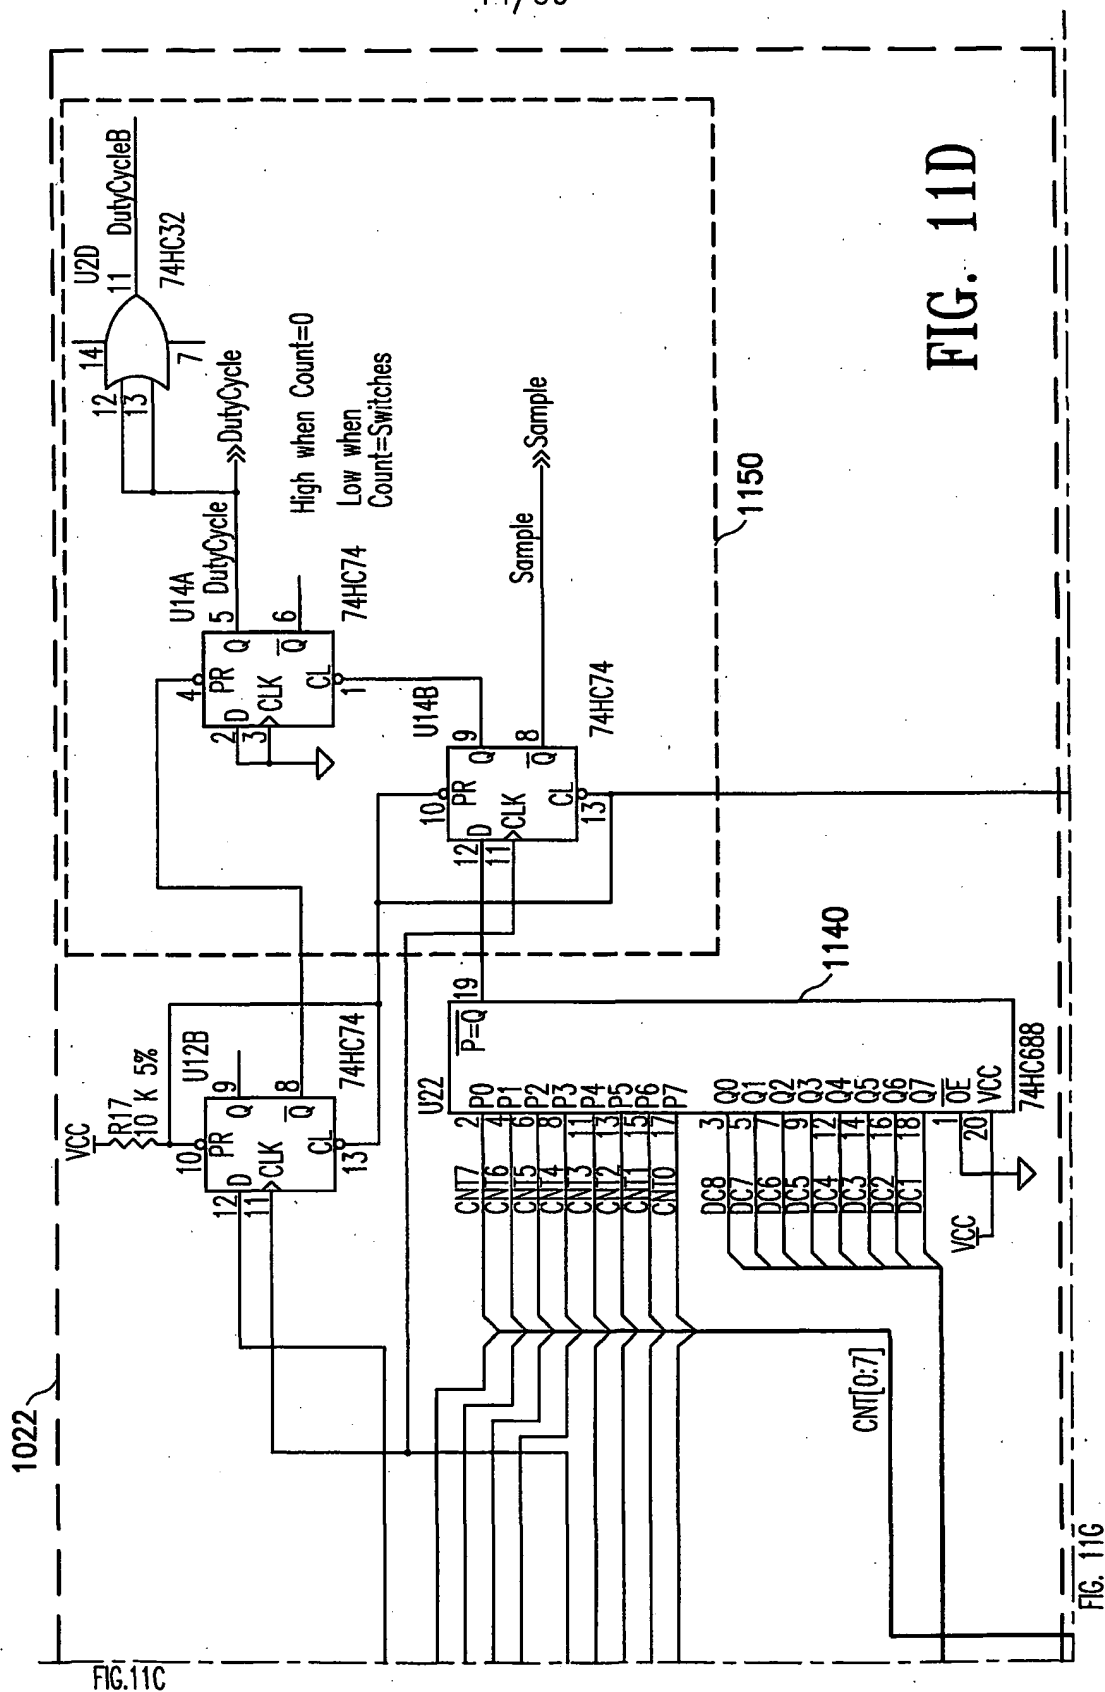 1022
FIG.11C
FIG. 11G
FIG. 11D
VCC
R17
10 K 5%
U12B
10
PR
12
D
Q
9
11
CLK
Q
8
CL
13
74HC74
U14A
4
PR
2
D
Q
5
DutyCycle
DutyCycle
3
CLK
Q
6
CL
1
74HC74
High when Count=0
Low when
Count=Switches
U2D
14
12
13
11
DutyCycleB
7
74HC32
U14B
10
PR
12
D
Q
9
11
CLK
Q
8
CL
13
74HC74
Sample
Sample
1150
1140
U22
P=Q
19
CNT7
2
P0
CNT6
4
P1
CNT5
6
P2
CNT4
8
P3
CNT3
11
P4
CNT2
13
P5
CNT1
15
P6
CNT0
17
P7
DC8
3
Q0
DC7
5
Q1
DC6
7
Q2
DC5
9
Q3
DC4
12
Q4
DC3
14
Q5
DC2
16
Q6
DC1
18
Q7
1
OE
VCC
20
VCC
74HC688
CNT[0:7]